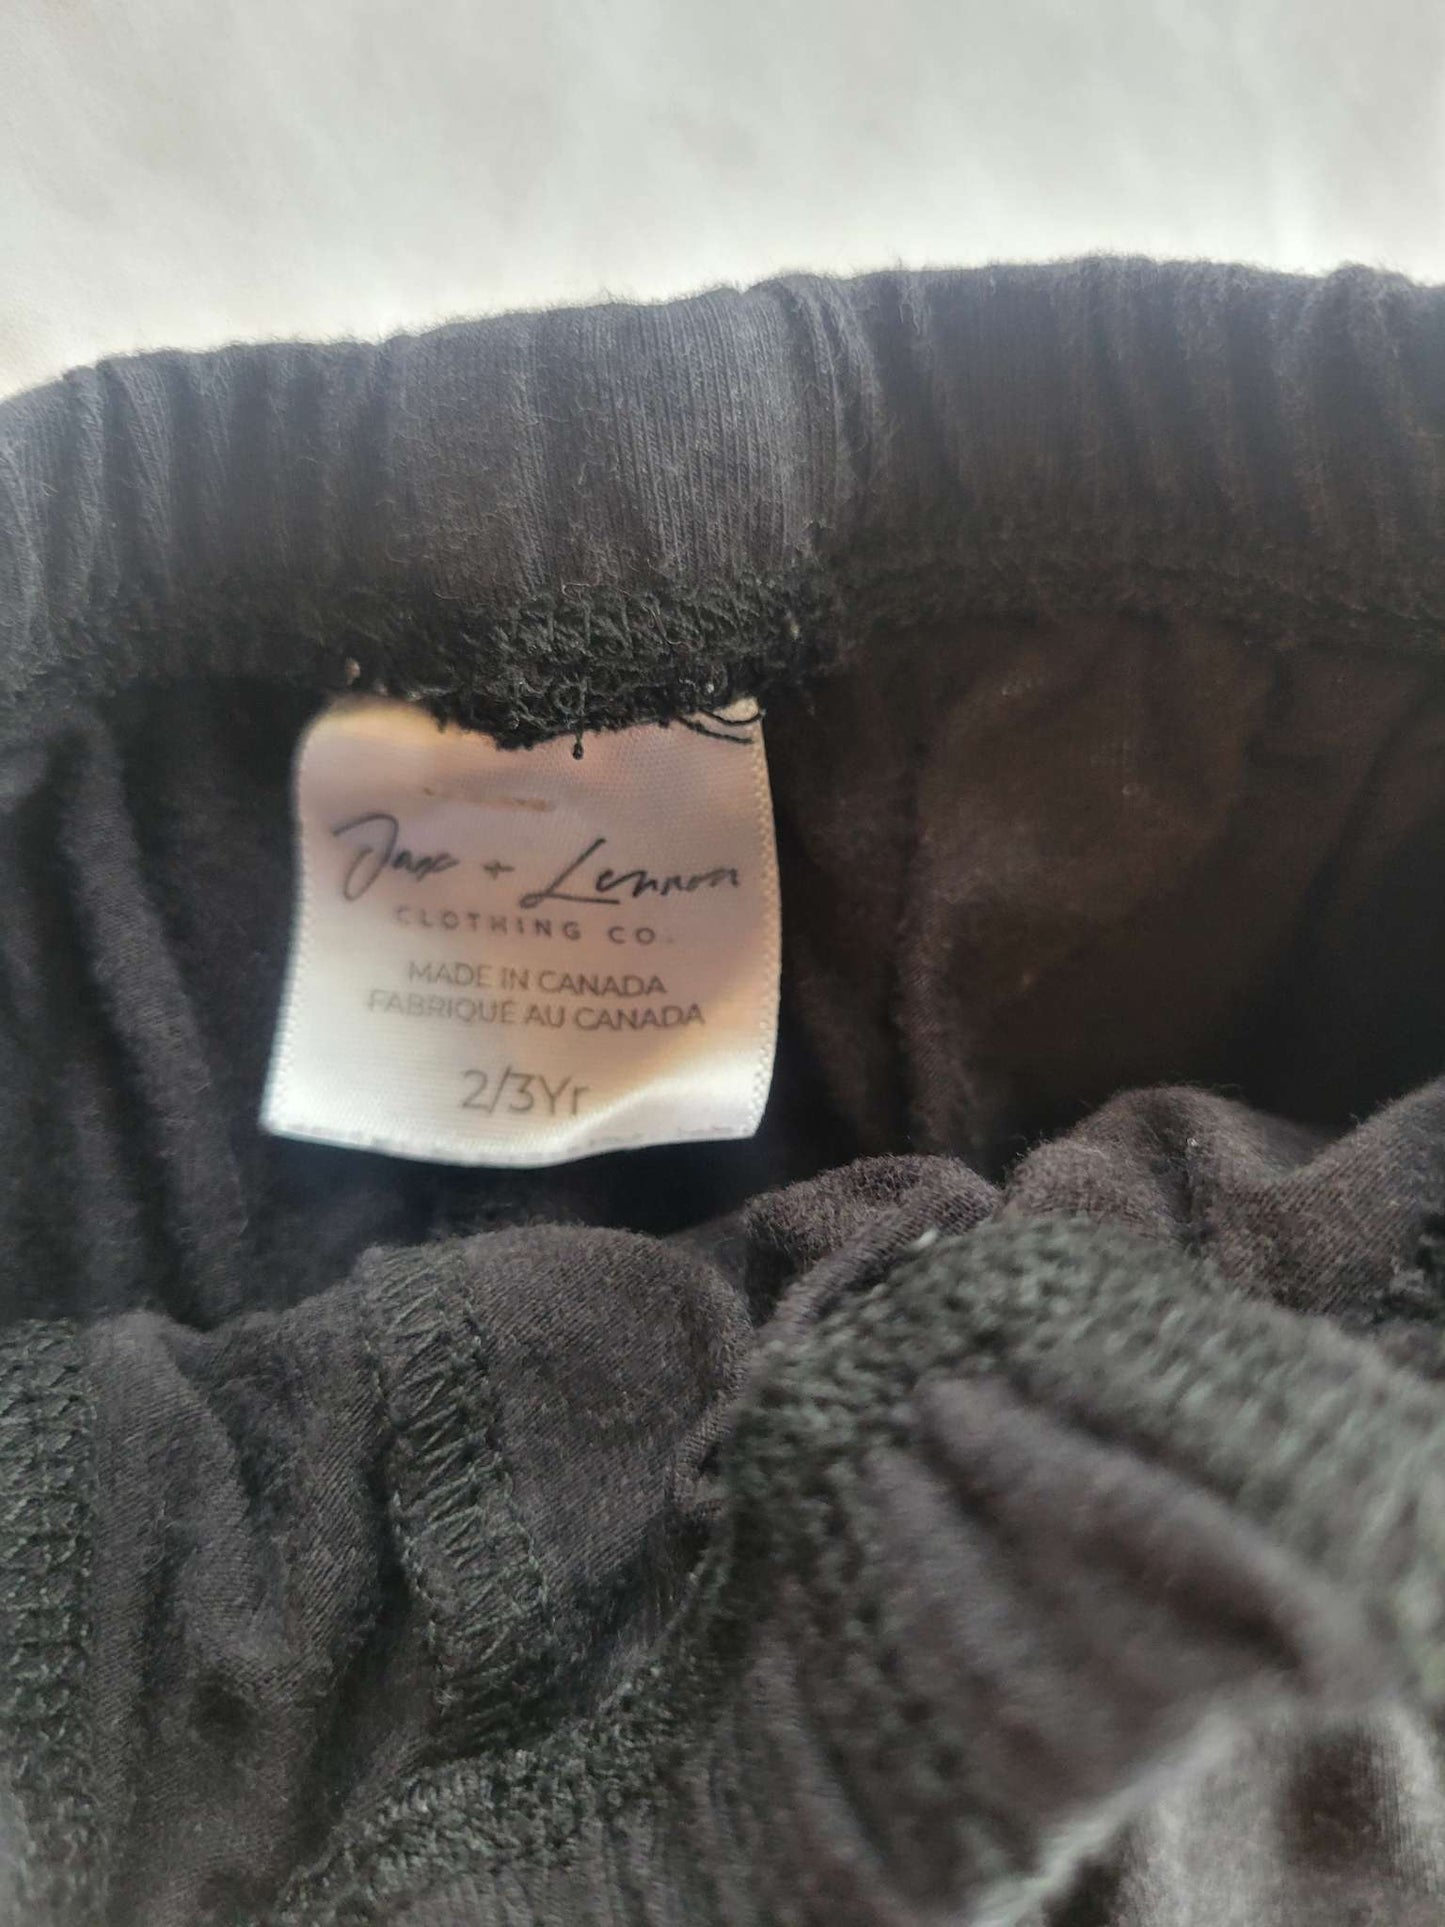 Jax + Lennon
CLOTHING CO.
MADE IN CANADA
FABRIQUÉ AU CANADA
2/3Yr